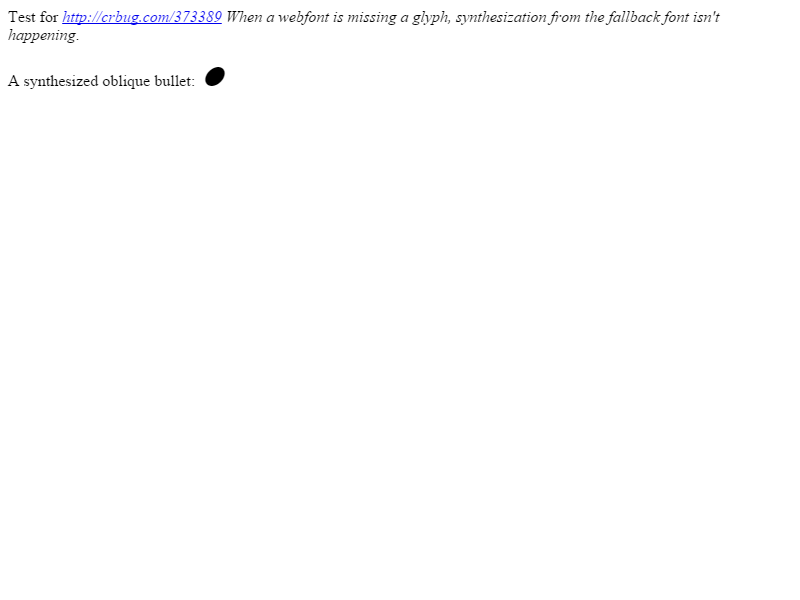 Test for http://crbug.com/373389 When a webfont is missing a glyph, synthesization from the fallback font isn't
happening.
A synthesized oblique bullet: •